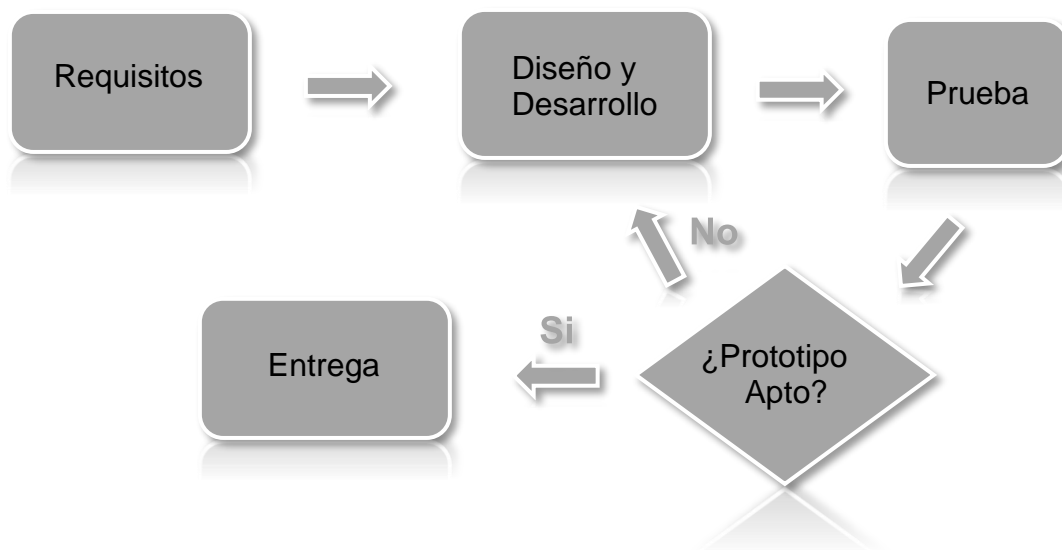 Requisitos
Diseño y
Desarrollo
Prueba
No
Si
¿Prototipo
Apto?
Entrega